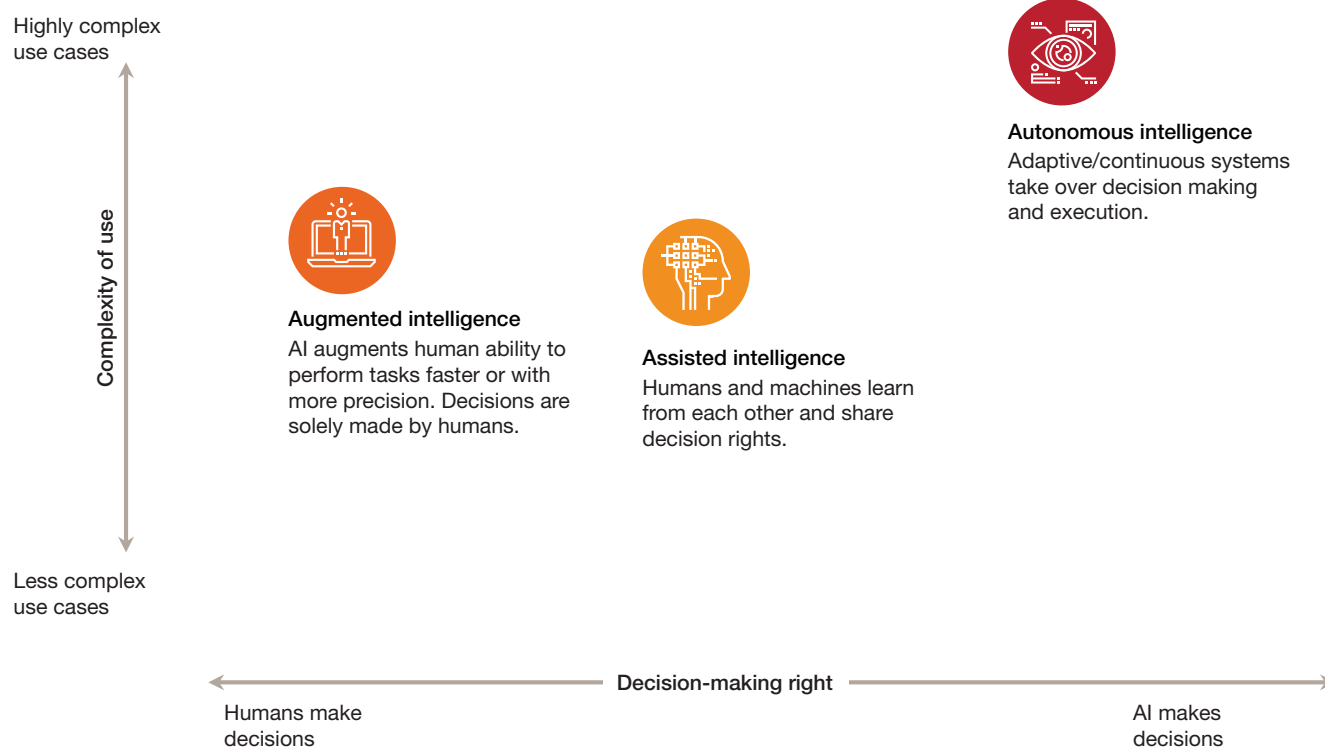 Highly complex
use cases
Complexity of use
Less complex
use cases
Augmented intelligence
AI augments human ability to
perform tasks faster or with
more precision. Decisions are
solely made by humans.
Assisted intelligence
Humans and machines learn
from each other and share
decision rights.
Autonomous intelligence
Adaptive/continuous systems
take over decision making
and execution.
Decision-making right
Humans make
decisions
AI makes
decisions